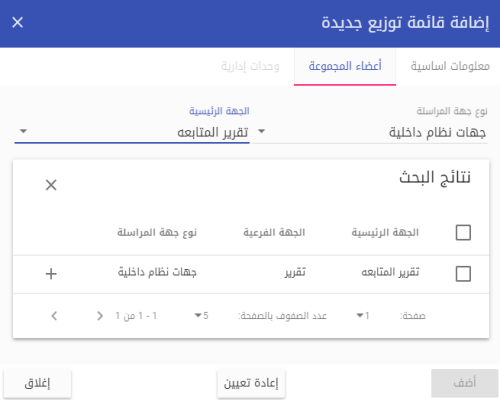 إضافة قائمة توزيع جديدة
معلومات اساسية أعضاء المجموعة وحدات إدارية
نوع جهة المراسلة الجهة الرئيسية
جهات نظام داخلية تقرير المتابعه
نتائج البحث
الجهة الرئيسية الجهة الفرعية نوع جهة المراسلة
تقرير المتابعه تقرير جهات نظام داخلية
صفحة: 1 عدد الصفوف بالصفحة: 5 1 - 1 من 1
أضف إعادة تعيين إغلاق